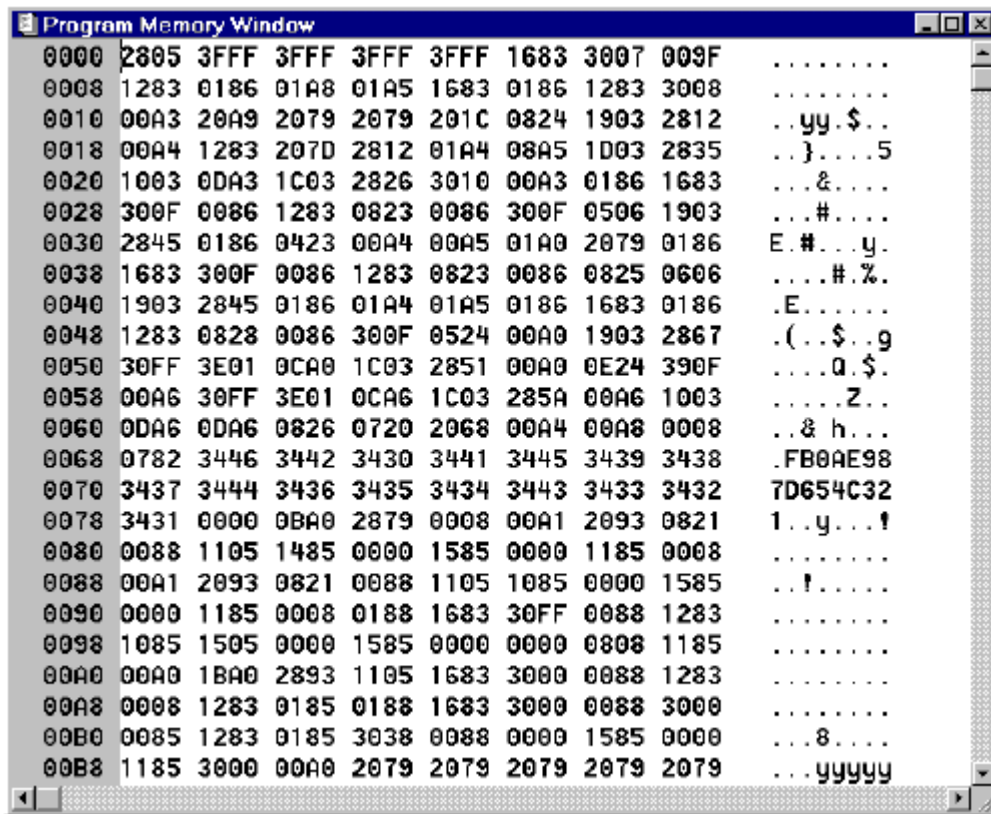 Program Memory Window
0000 2805 3FFF 3FFF 3FFF 3FFF 1683 3007 009F ........
0008 1283 0186 01A8 01A5 1683 0186 1283 3008 ........
0010 00A3 20A9 2079 2079 201C 0824 1903 2812 ..yy.$..
0018 00A4 1283 207D 2812 01A4 08A5 1D03 2835 ..}....5
0020 1003 0DA3 1C03 2826 3010 00A3 0186 1683 ...&....
0028 300F 0086 1283 0823 0086 300F 0506 1903 ...#....
0030 2845 0186 0423 00A4 00A5 01A0 2079 0186 E.#...y.
0038 1683 300F 0086 1283 0823 0086 0825 0606 ....#.%.
0040 1903 2845 0186 01A4 01A5 0186 1683 0186 .E......
0048 1283 0828 0086 300F 0524 00A0 1903 2867 .(..$..g
0050 30FF 3E01 0CA0 1C03 2851 00A0 0E24 390F ....Q.$.
0058 00A6 30FF 3E01 0CA6 1C03 285A 00A6 1003 .....Z..
0060 0DA6 0DA6 0826 0720 2068 00A4 00A8 0008 ..& h...
0068 0782 3446 3442 3430 3441 3445 3439 3438 .FB0AE98
0070 3437 3444 3436 3435 3434 3443 3433 3432 7D654C32
0078 3431 0000 0BA0 2879 0008 00A1 2093 0821 1..y...!
0080 0088 1105 1485 0000 1585 0000 1185 0008 ........
0088 00A1 2093 0821 0088 1105 1085 0000 1585 ..!.....
0090 0000 1185 0008 0188 1683 30FF 0088 1283 ........
0098 1085 1505 0000 1585 0000 0000 0808 1185 ........
00A0 00A0 1BA0 2893 1105 1683 3000 0088 1283 ........
00A8 0008 1283 0185 0188 1683 3000 0088 3000 ........
00B0 0085 1283 0185 3038 0088 0000 1585 0000 ...8....
00B8 1185 3000 00A0 2079 2079 2079 2079 2079 ...yyyyy